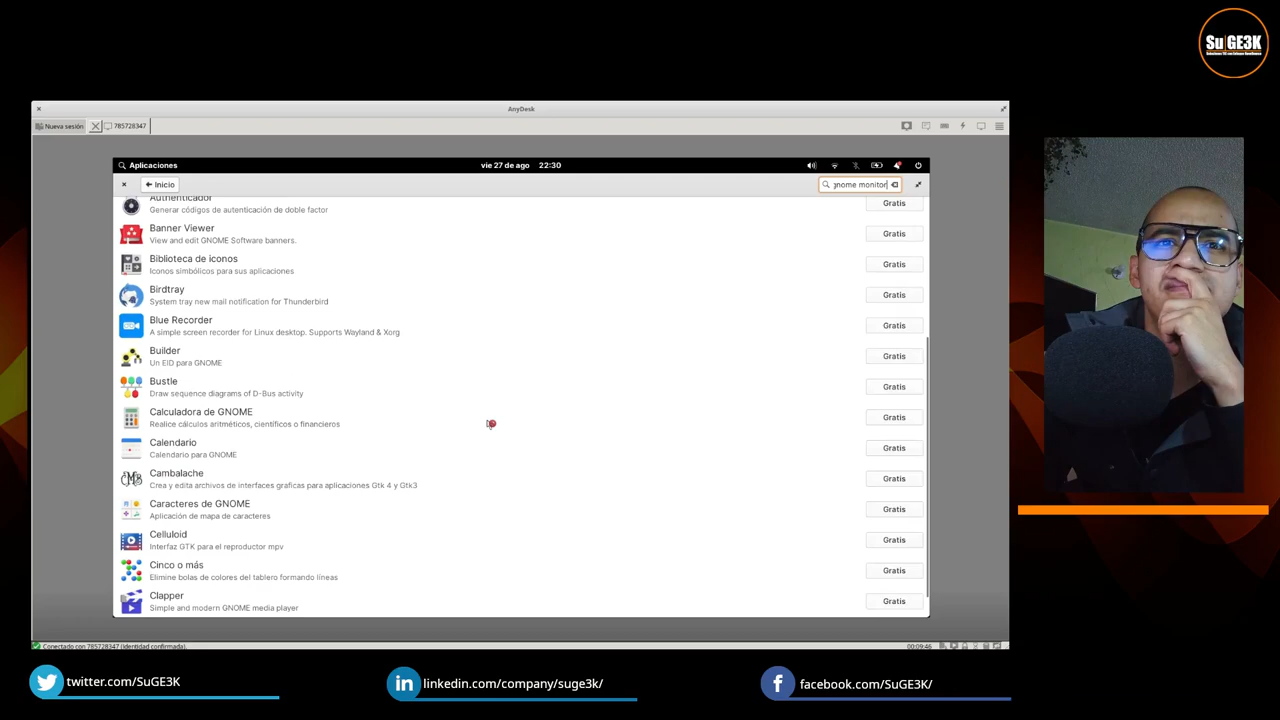 Su GE3K
AnyDesk
Nueva sesión
785728347
Aplicaciones
vie 27 de ago 22:30
Inicio
gnome monitor
Autenticador
Generar códigos de autenticación de doble factor
Gratis
Banner Viewer
View and edit GNOME Software banners.
Gratis
Biblioteca de iconos
Iconos simbólicos para sus aplicaciones
Gratis
Birdtray
System tray new mail notification for Thunderbird
Gratis
Blue Recorder
A simple screen recorder for Linux desktop. Supports Wayland & Xorg
Gratis
Builder
Un EID para GNOME
Gratis
Bustle
Draw sequence diagrams of D-Bus activity
Gratis
Calculadora de GNOME
Realice cálculos aritméticos, científicos o financieros
Gratis
Calendario
Calendario para GNOME
Gratis
Cambalache
Crea y edita archivos de interfaces graficas para aplicaciones Gtk 4 y Gtk3
Gratis
Caracteres de GNOME
Aplicación de mapa de caracteres
Gratis
Celluloid
Interfaz GTK para el reproductor mpv
Gratis
Cinco o más
Elimine bolas de colores del tablero formando líneas
Gratis
Clapper
Simple and modern GNOME media player
Gratis
Conectado con 785728347 (Identidad confirmada).
00:09:46
twitter.com/SuGE3K
linkedin.com/company/suge3k/
facebook.com/SuGE3K/